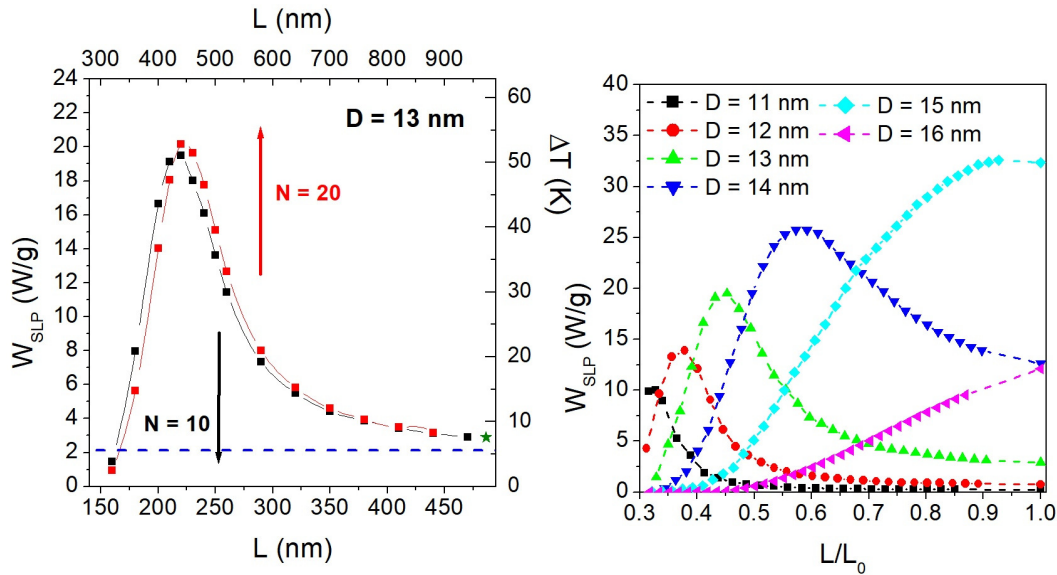 L (nm)
300 400 500 600 700 800 900
24
22
20
18
16
14
12
10
8
6
4
2
0
W_SLP (W/g)
D = 13 nm
N = 20
N = 10
60
50
40
30
20
10
0
ΔT (K)
150 200 250 300 350 400 450
L (nm)
40
35
30
25
20
15
10
5
0
W_SLP (W/g)
D = 11 nm
D = 12 nm
D = 13 nm
D = 14 nm
D = 15 nm
D = 16 nm
0.3 0.4 0.5 0.6 0.7 0.8 0.9 1.0
L/L₀